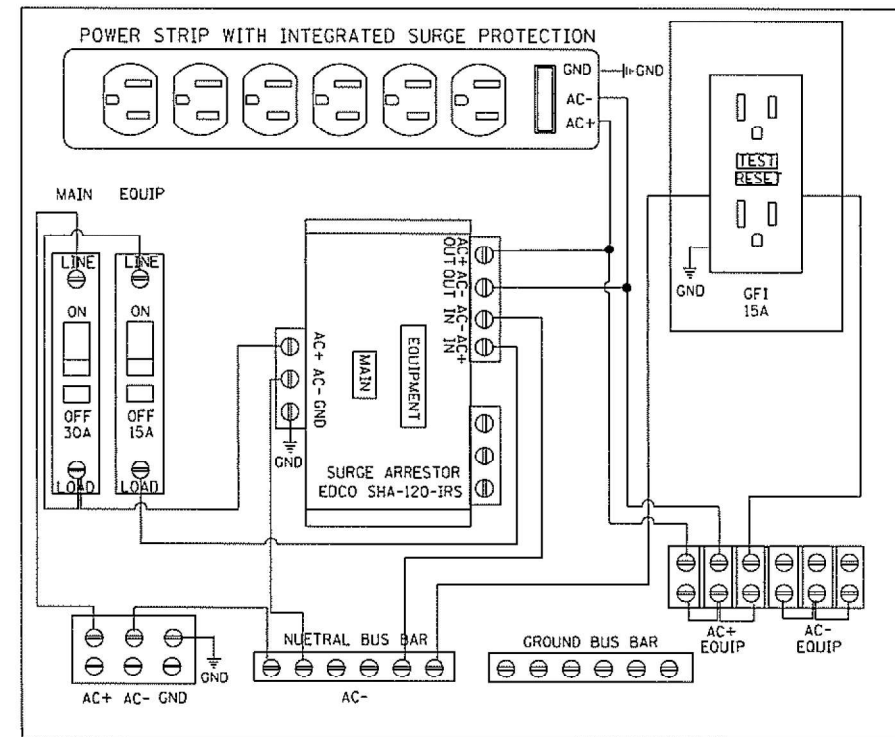 POWER STRIP WITH INTEGRATED SURGE PROTECTION
GND
GND
AC-
AC+
TEST
RESET
GND
GFI
15A
MAIN
EQUIP
LINE
ON
OFF
30A
LOAD
LINE
ON
OFF
15A
LOAD
AC+ OUT
AC- OUT
AC- IN
AC+ IN
AC+
AC-
GND
GND
MAIN
EQUIPMENT
SURGE ARRESTOR
EDCO SHA-120-IRS
AC+ AC- GND
GND
NUETRAL BUS BAR
AC-
GROUND BUS BAR
AC+
EQUIP
AC-
EQUIP